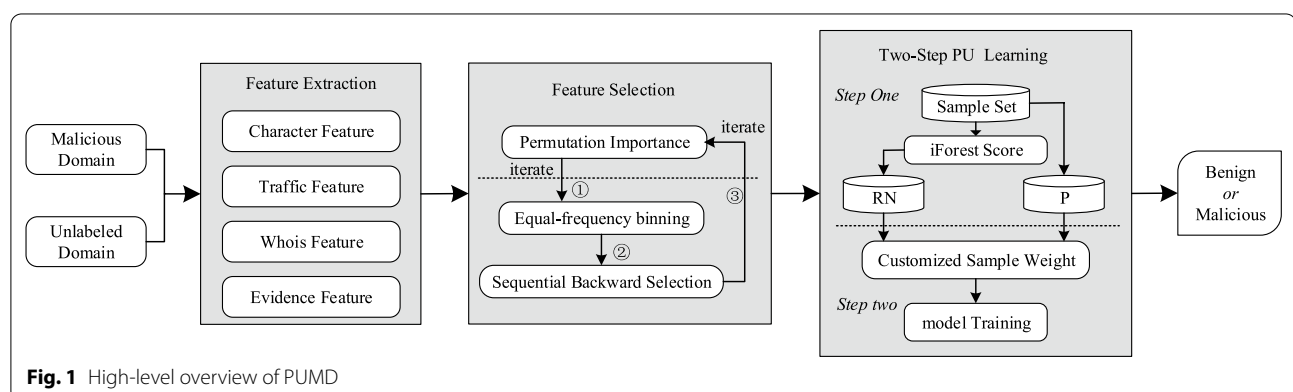 Malicious
Domain
Unlabeled
Domain
Feature Extraction
Character Feature
Traffic Feature
Whois Feature
Evidence Feature
Feature Selection
Permutation Importance
iterate
iterate
①
③
Equal-frequency binning
②
Sequential Backward Selection
Two-Step PU Learning
Step One
Sample Set
iForest Score
RN
P
Customized Sample Weight
Step two
model Training
Benign
or
Malicious
Fig. 1 High-level overview of PUMD